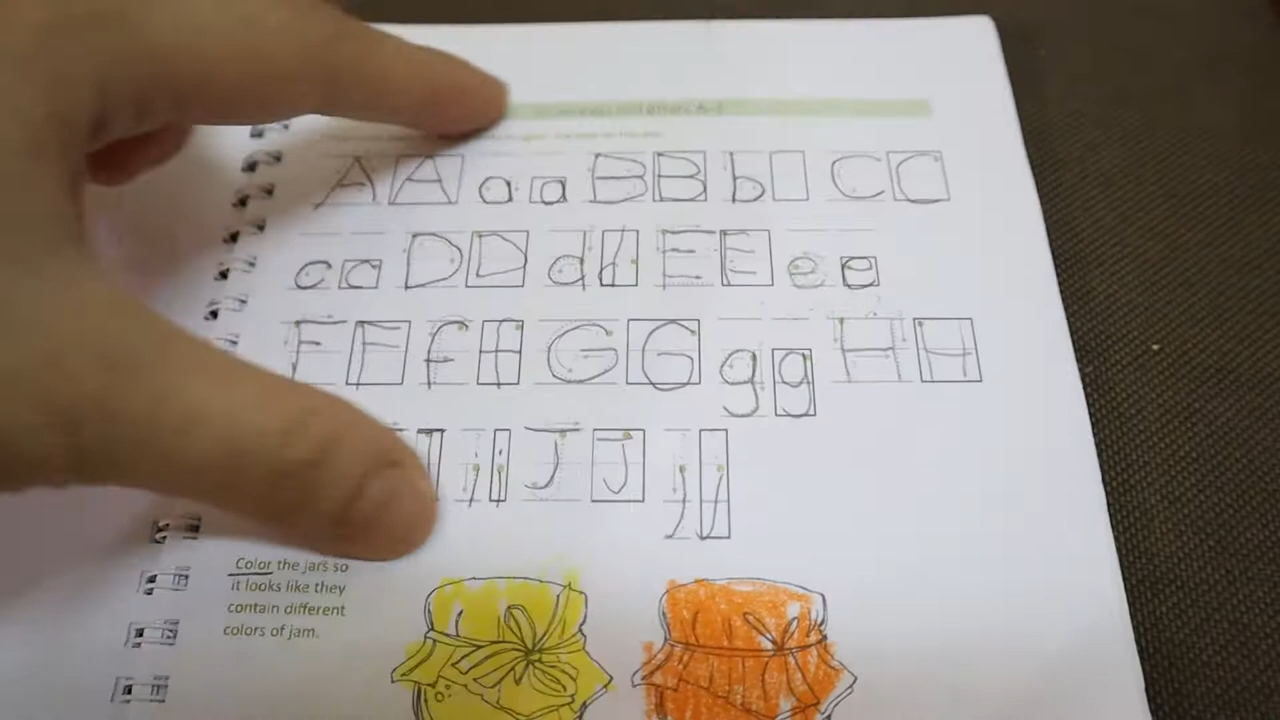 A A a a B B b C C
c c D D d d E E e e
F F f f G G g g H H
i i J J j j
Color the jars so
it looks like they
contain different
colors of jam.